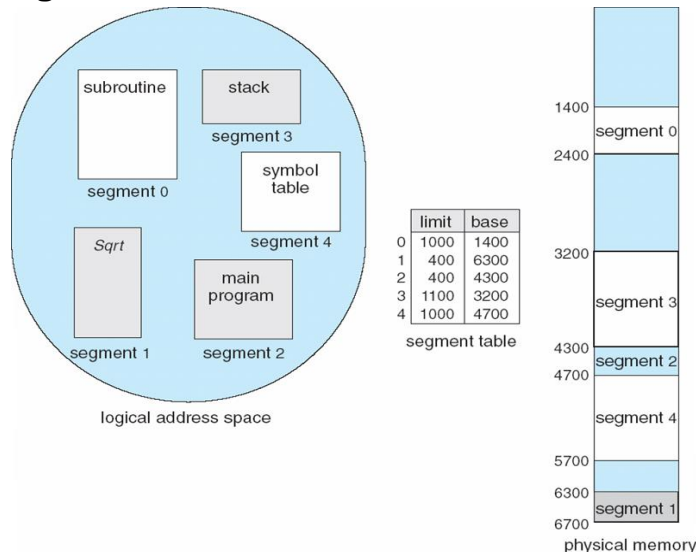 subroutine
segment 0
stack
segment 3
symbol
table
segment 4
Sqrt
segment 1
main
program
segment 2
logical address space
limit base
0 1000 1400
1 400 6300
2 400 4300
3 1100 3200
4 1000 4700
segment table
1400
segment 0
2400
3200
segment 3
4300
segment 2
4700
segment 4
5700
6300
segment 1
6700
physical memory